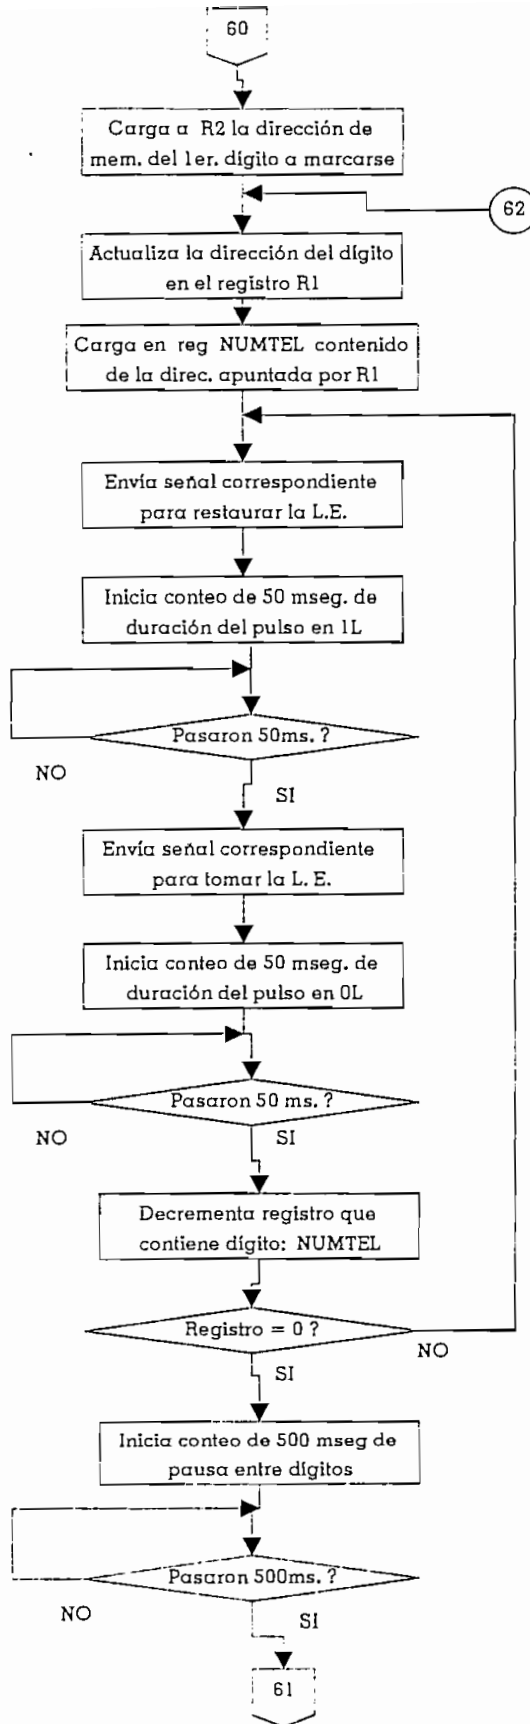 60
Carga a R2 la dirección de
mem. del 1er. dígito a marcarse
62
Actualiza la dirección del dígito
en el registro R1
Carga en reg NUMTEL contenido
de la direc. apuntada por R1
Envía señal correspondiente
para restaurar la L.E.
Inicia conteo de 50 mseg. de
duración del pulso en 1L
Pasaron 50ms. ?
NO
SI
Envía señal correspondiente
para tomar la L. E.
Inicia conteo de 50 mseg. de
duración del pulso en 0L
Pasaron 50 ms. ?
NO
SI
Decrementa registro que
contiene dígito: NUMTEL
Registro = 0 ?
NO
SI
Inicia conteo de 500 mseg de
pausa entre dígitos
Pasaron 500ms. ?
NO
SI
61